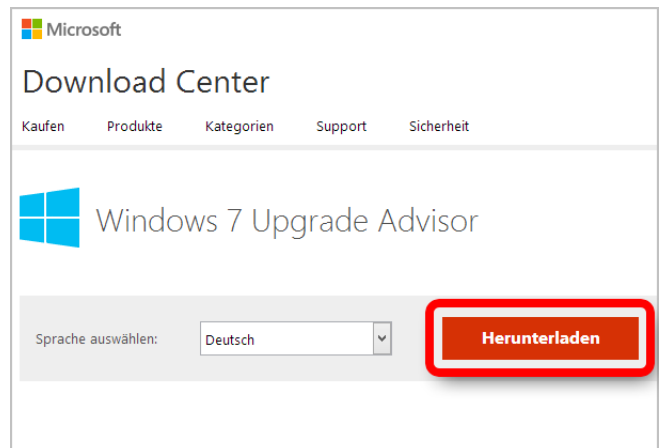 Microsoft
Download Center
Kaufen Produkte Kategorien Support Sicherheit
Windows 7 Upgrade Advisor
Sprache auswählen: Deutsch Herunterladen